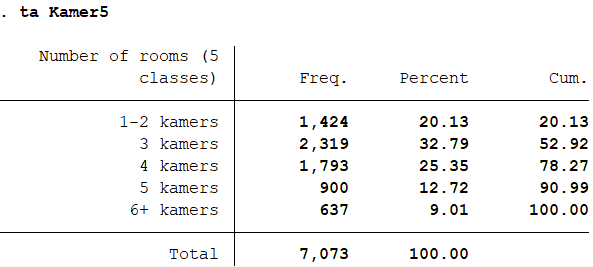 . ta Kamer5
Number of rooms (5
classes) Freq. Percent Cum.
1-2 kamers 1,424 20.13 20.13
3 kamers 2,319 32.79 52.92
4 kamers 1,793 25.35 78.27
5 kamers 900 12.72 90.99
6+ kamers 637 9.01 100.00
Total 7,073 100.00